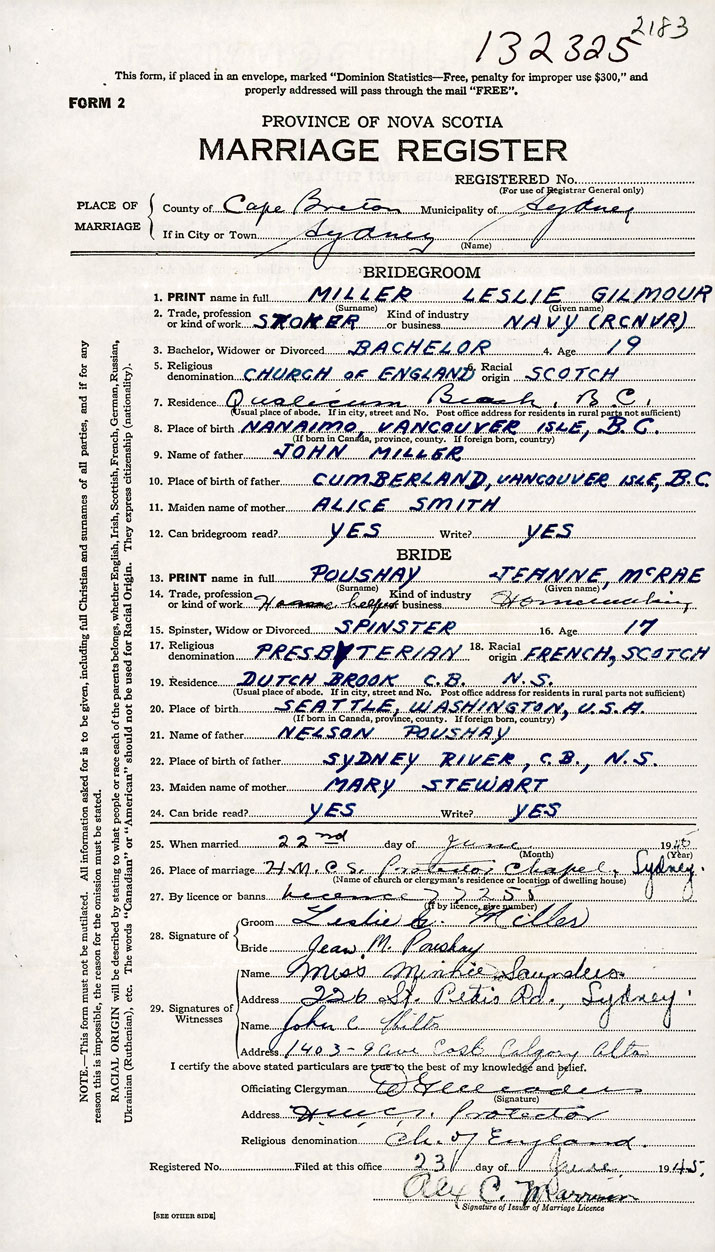 2183
132325
This form, if placed in an envelope, marked “Dominion Statistics—Free, penalty for improper use $300,” and
properly addressed will pass through the mail “FREE”.
FORM 2
PROVINCE OF NOVA SCOTIA
MARRIAGE REGISTER
REGISTERED No.
(For use of Registrar General only)
PLACE OF MARRIAGE
County of Cape Breton Municipality of Sydney
If in City or Town Sydney
(Name)
BRIDEGROOM
1. PRINT name in full MILLER LESLIE GILMOUR
(Surname) (Given name)
2. Trade, profession or kind of work STOKER Kind of industry or business NAVY (RCNVR)
3. Bachelor, Widower or Divorced BACHELOR 4. Age 19
5. Religious denomination CHURCH OF ENGLAND 6. Racial origin SCOTCH
7. Residence Qualicum Beach, B.C.
(Usual place of abode. If in city, street and No. Post office address for residents in rural parts not sufficient)
8. Place of birth NANAIMO, VANCOUVER ISLE, B.C.
(If born in Canada, province, county. If foreign born, country)
9. Name of father JOHN MILLER
10. Place of birth of father CUMBERLAND, VANCOUVER ISLE, B.C.
11. Maiden name of mother ALICE SMITH
12. Can bridegroom read? YES Write? YES
BRIDE
13. PRINT name in full POUSHAY JEANNE, McRAE
(Surname) (Given name)
14. Trade, profession or kind of work Home helper Kind of industry or business Homemaking
15. Spinster, Widow or Divorced SPINSTER 16. Age 17
17. Religious denomination PRESBYTERIAN 18. Racial origin FRENCH, SCOTCH
19. Residence DUTCH BROOK C.B. N.S.
(Usual place of abode. If in city, street and No. Post office address for residents in rural parts not sufficient)
20. Place of birth SEATTLE, WASHINGTON, U.S.A.
(If born in Canada, province, county. If foreign born, country)
21. Name of father NELSON POUSHAY
22. Place of birth of father SYDNEY RIVER, C.B., N.S.
23. Maiden name of mother MARY STEWART
24. Can bride read? YES Write? YES
25. When married 22nd day of June 1945
(Month) (Year)
26. Place of marriage H.M.C.S. Protector Chapel, Sydney.
(Name of church or clergyman's residence or location of dwelling house)
27. By licence or banns Licence 77255
(If by licence, give number)
28. Signature of Groom Leslie G. Miller
Bride Jean M. Poushay
29. Signatures of Witnesses
Name Miss Minnie Saunders
Address 226 St. Peters Rd., Sydney
Name John C
Address 1403 - 9 ave East Calgary Alta
I certify the above stated particulars are true to the best of my knowledge and belief.
Officiating Clergyman
(Signature)
Address H.M.C.S. Protector
Religious denomination Ch. of England.
Registered No. Filed at this office 23 day of June 1945.
Alex C.
Signature of Issuer of Marriage Licence
[SEE OTHER SIDE]
NOTE.—This form must not be mutilated. All information asked for is to be given, including full Christian and surnames of all parties, and if for any
reason this is impossible, the reason for the omission must be stated.
RACIAL ORIGIN will be described by stating to what people or race each of the parents belongs, whether English, Irish, Scottish, French, German, Russian,
Ukrainian (Ruthenian), etc. The words “Canadian” or “American” should not be used for Racial Origin. They express citizenship (nationality).